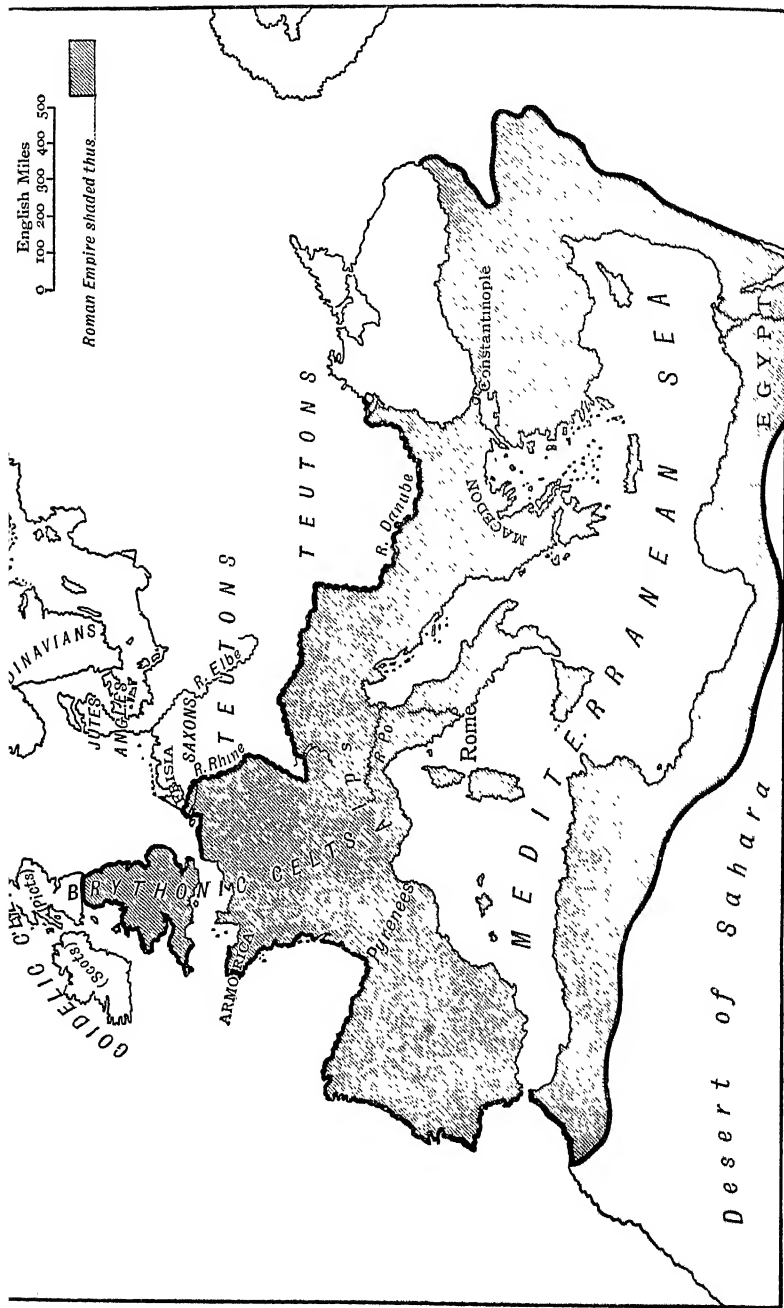 English Miles
0 100 200 300 400 500
Roman Empire shaded thus
DINAVIANS
JUTES
ANGLES
SAXONS
FRISIA
R. Elbe
R. Rhine
TEUTONS
TEUTONS
GOIDELIC
(Picts)
(Scots)
BRYTHONIC CELTS
ARMORICA
Alps
R. Po
R. Danube
Pyrenees
Rome
MACEDON
Constantinople
MEDITERRANEAN SEA
EGYPT
Desert of Sahara